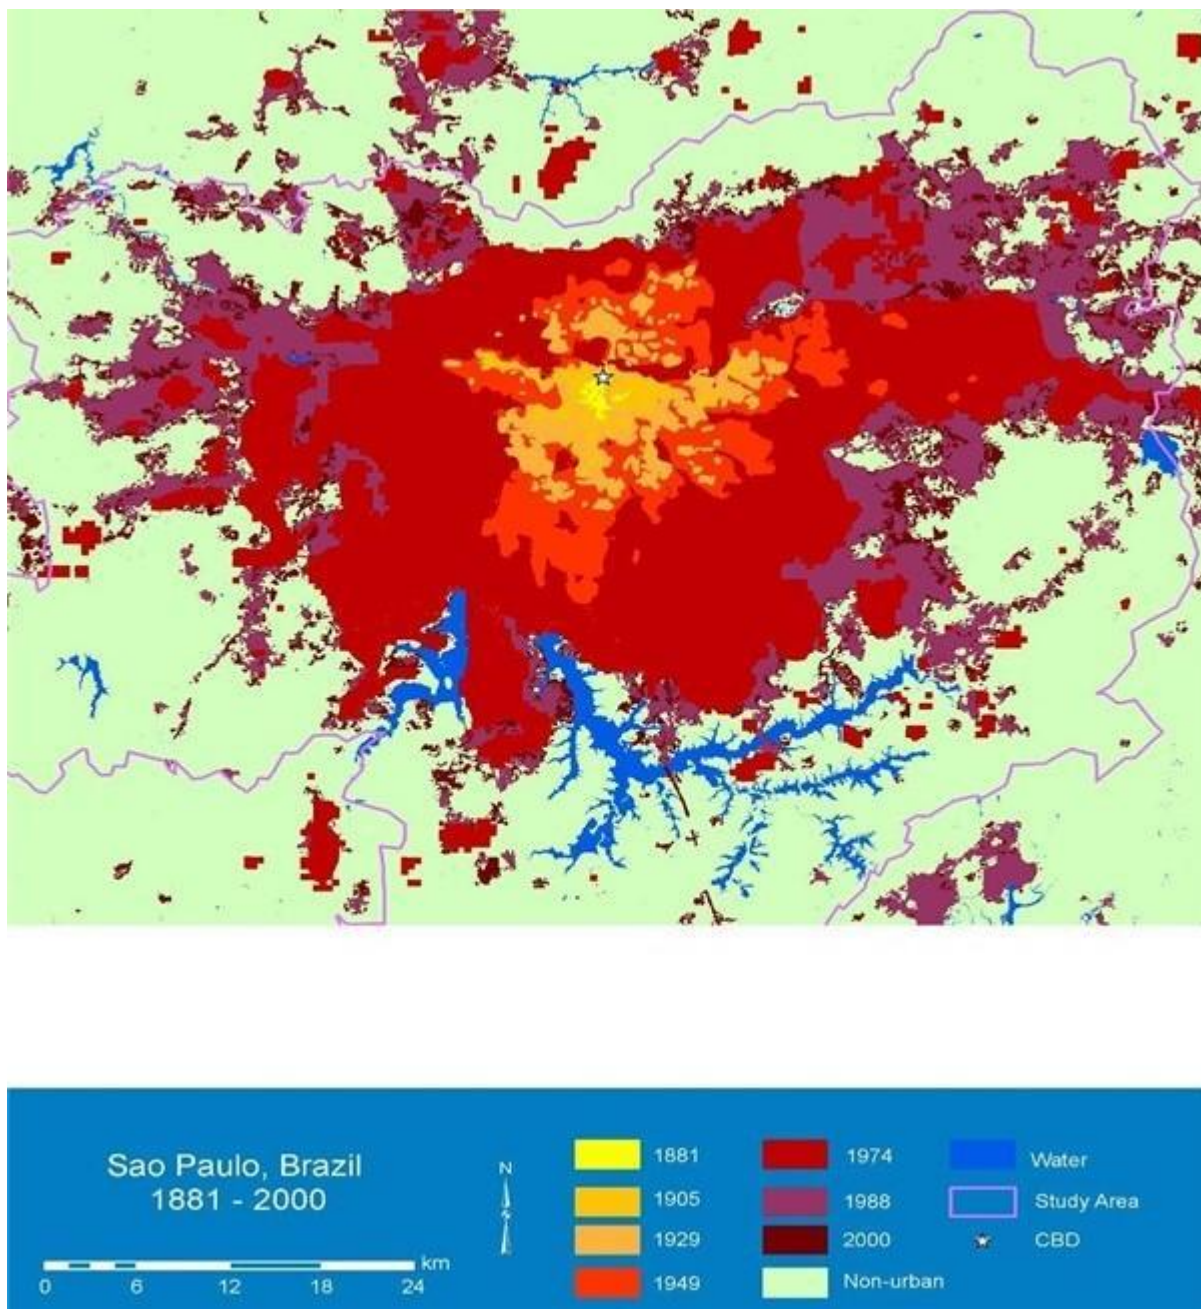 Sao Paulo, Brazil
1881 - 2000
km
0 6 12 18 24
N
1881
1905
1929
1949
1974
1988
2000
Non-urban
Water
Study Area
CBD